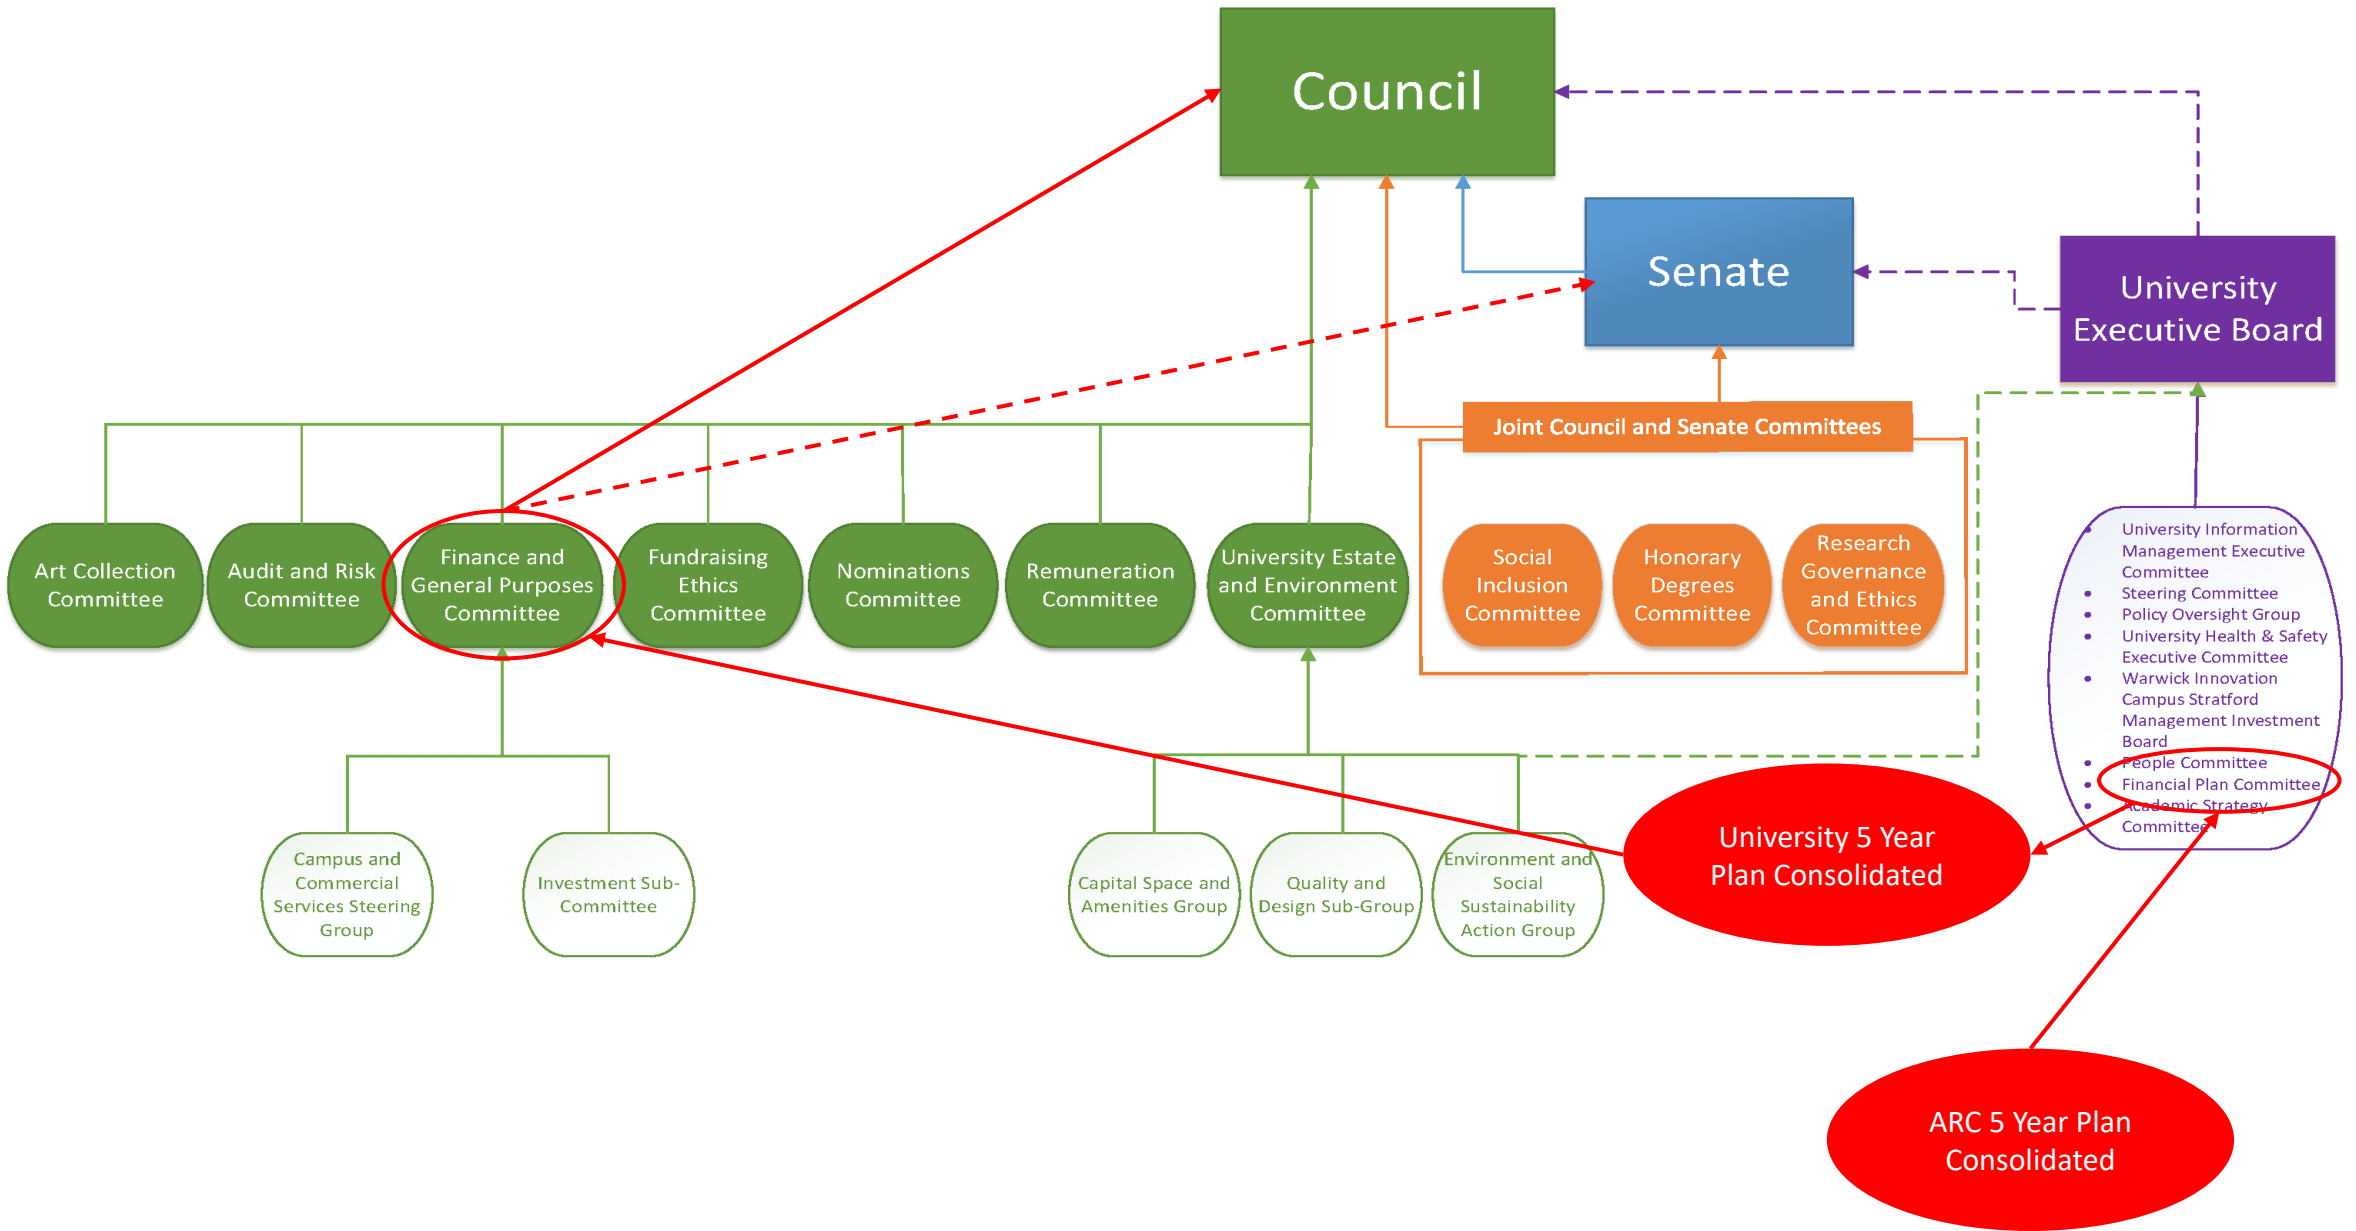 Council
Senate
University
Executive Board
Joint Council and Senate Committees
Art Collection
Committee
Audit and Risk
Committee
Finance and
General Purposes
Committee
Fundraising
Ethics
Committee
Nominations
Committee
Remuneration
Committee
University Estate
and Environment
Committee
Social
Inclusion
Committee
Honorary
Degrees
Committee
Research
Governance
and Ethics
Committee
University Information
Management Executive
Committee
Steering Committee
Policy Oversight Group
University Health & Safety
Executive Committee
Warwick Innovation
Campus Stratford
Management Investment
Board
People Committee
Financial Plan Committee
Academic Strategy
Committee
Campus and
Commercial
Services Steering
Group
Investment Sub-
Committee
Capital Space and
Amenities Group
Quality and
Design Sub-Group
Environment and
Social
Sustainability
Action Group
University 5 Year
Plan Consolidated
ARC 5 Year Plan
Consolidated